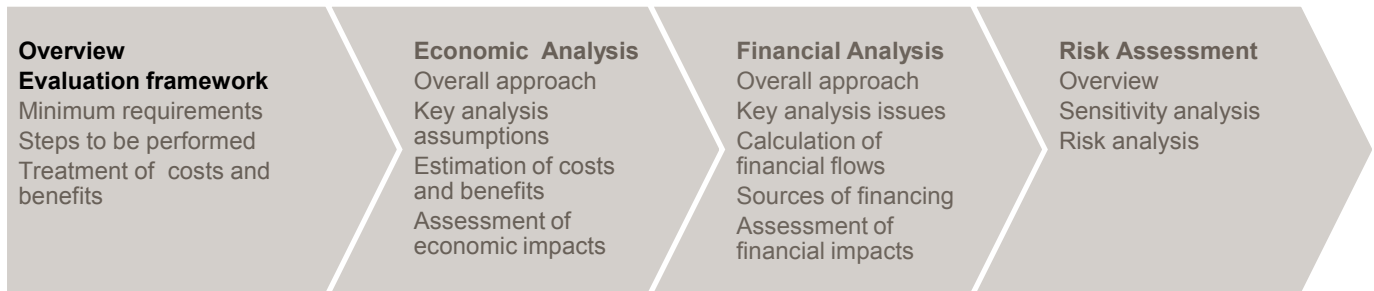 Overview
Evaluation framework
Minimum requirements
Steps to be performed
Treatment of costs and
benefits
Economic Analysis
Overall approach
Key analysis
assumptions
Estimation of costs
and benefits
Assessment of
economic impacts
Financial Analysis
Overall approach
Key analysis issues
Calculation of
financial flows
Sources of financing
Assessment of
financial impacts
Risk Assessment
Overview
Sensitivity analysis
Risk analysis